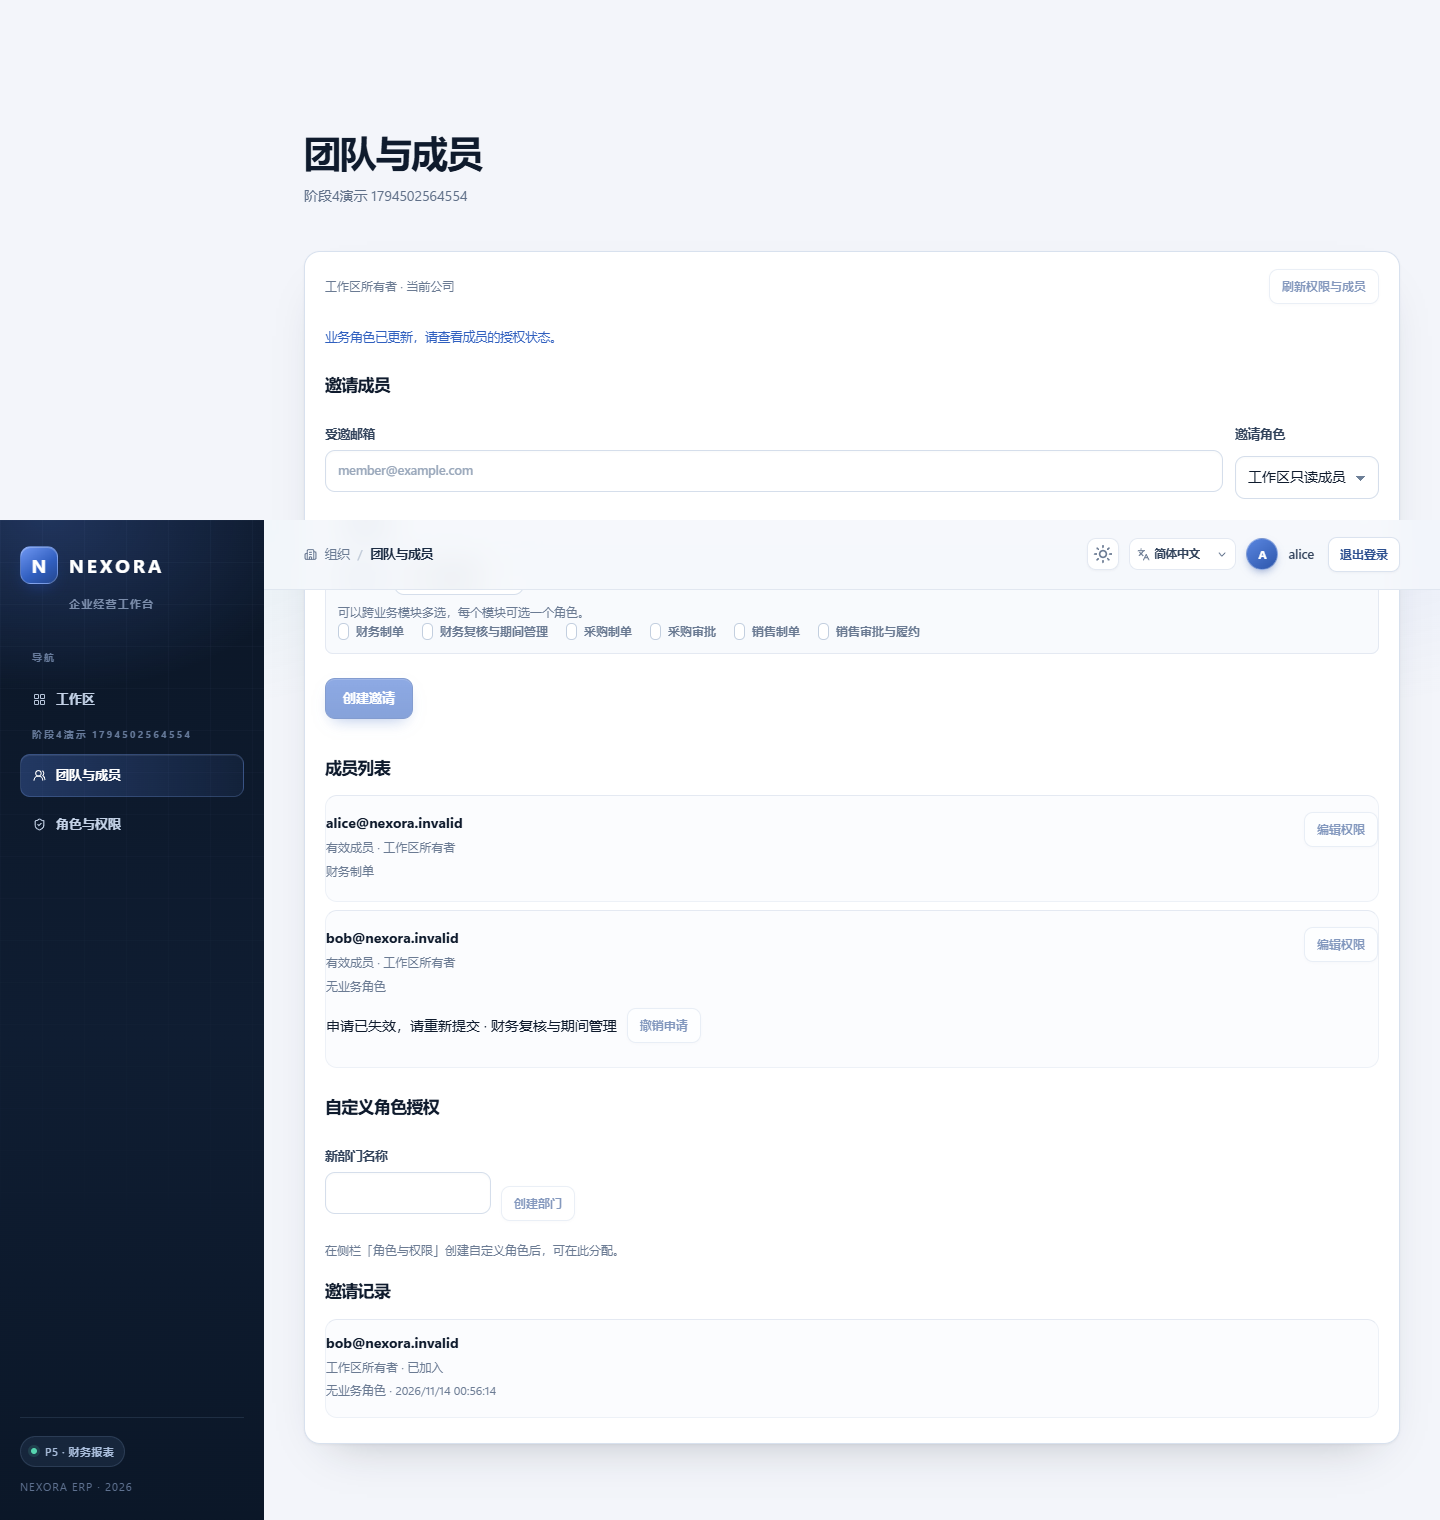 团队与成员
阶段4演示 1794502564554
工作区所有者 · 当前公司
刷新权限与成员
业务角色已更新，请查看成员的授权状态。
邀请成员
受邀邮箱
邀请角色
member@example.com
工作区只读成员
N NEXORA
企业经营工作台
导航
工作区
阶段4演示 1794502564554
团队与成员
角色与权限
P5 · 财务报表
NEXORA ERP · 2026
组织 / 团队与成员
简体中文
A alice
退出登录
可以跨业务模块多选，每个模块可选一个角色。
财务制单 财务复核与期间管理 采购制单 采购审批 销售制单 销售审批与履约
创建邀请
成员列表
alice@nexora.invalid
编辑权限
有效成员 · 工作区所有者
财务制单
bob@nexora.invalid
编辑权限
有效成员 · 工作区所有者
无业务角色
申请已失效，请重新提交 · 财务复核与期间管理
撤销申请
自定义角色授权
新部门名称
创建部门
在侧栏「角色与权限」创建自定义角色后，可在此分配。
邀请记录
bob@nexora.invalid
工作区所有者 · 已加入
无业务角色 · 2026/11/14 00:56:14